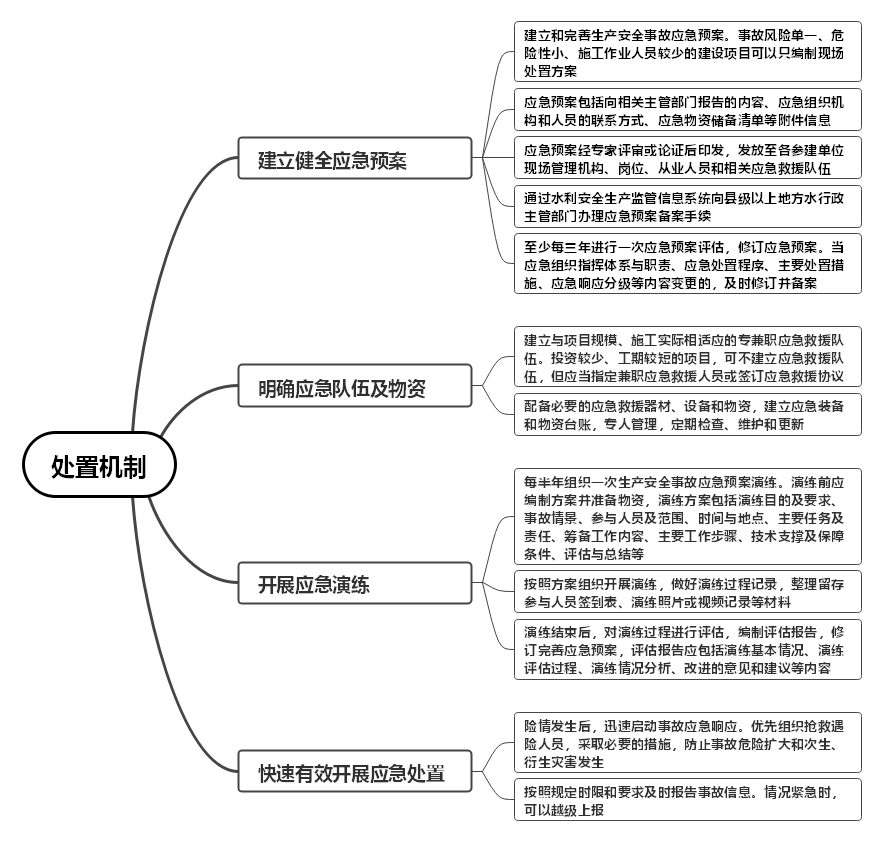 处置机制
建立健全应急预案
建立和完善生产安全事故应急预案。事故风险单一、危
险性小、施工作业人员较少的建设项目可以只编制现场
处置方案
应急预案包括向相关主管部门报告的内容、应急组织机
构和人员的联系方式、应急物资储备清单等附件信息
应急预案经专家评审或论证后印发，发放至各参建单位
现场管理机构、岗位、从业人员和相关应急救援队伍
通过水利安全生产监管信息系统向县级以上地方水行政
主管部门办理应急预案备案手续
至少每三年进行一次应急预案评估，修订应急预案。当
应急组织指挥体系与职责、应急处置程序、主要处置措
施、应急响应分级等内容变更的，及时修订并备案
明确应急队伍及物资
建立与项目规模、施工实际相适应的专兼职应急救援队
伍。投资较少、工期较短的项目，可不建立应急救援队
伍，但应当指定兼职应急救援人员或签订应急救援协议
配备必要的应急救援器材、设备和物资，建立应急装备
和物资台账，专人管理，定期检查、维护和更新
开展应急演练
每半年组织一次生产安全事故应急预案演练。演练前应
编制方案并准备物资，演练方案包括演练目的及要求、
事故情景、参与人员及范围、时间与地点、主要任务及
责任、筹备工作内容、主要工作步骤、技术支撑及保障
条件、评估与总结等
按照方案组织开展演练，做好演练过程记录，整理留存
参与人员签到表、演练照片或视频记录等材料
演练结束后，对演练过程进行评估，编制评估报告，修
订完善应急预案，评估报告应包括演练基本情况、演练
评估过程、演练情况分析、改进的意见和建议等内容
快速有效开展应急处置
险情发生后，迅速启动事故应急响应。优先组织抢救遇
险人员，采取必要的措施，防止事故危险扩大和次生、
衍生灾害发生
按照规定时限和要求及时报告事故信息。情况紧急时，
可以越级上报